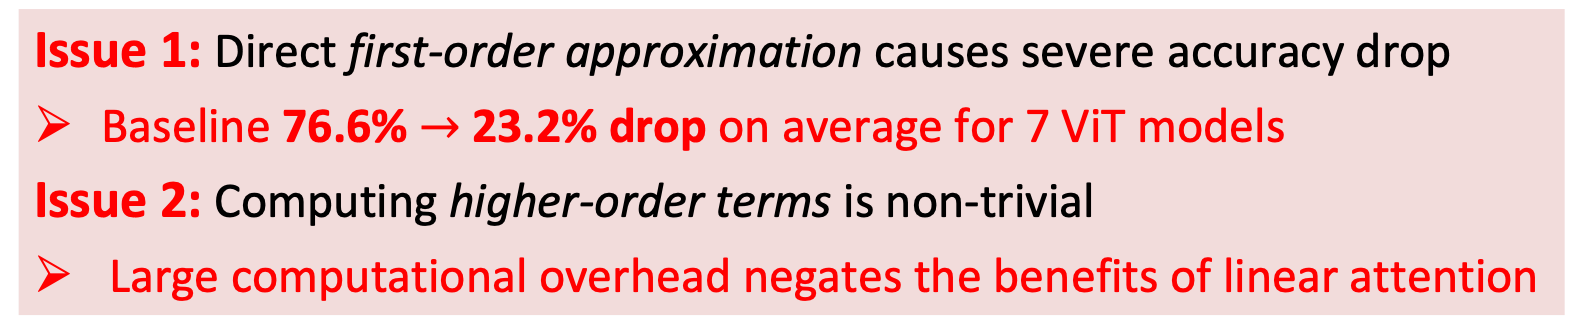 Issue 1: Direct first-order approximation causes severe accuracy drop
➢ Baseline 76.6% → 23.2% drop on average for 7 ViT models
Issue 2: Computing higher-order terms is non-trivial
➢ Large computational overhead negates the benefits of linear attention